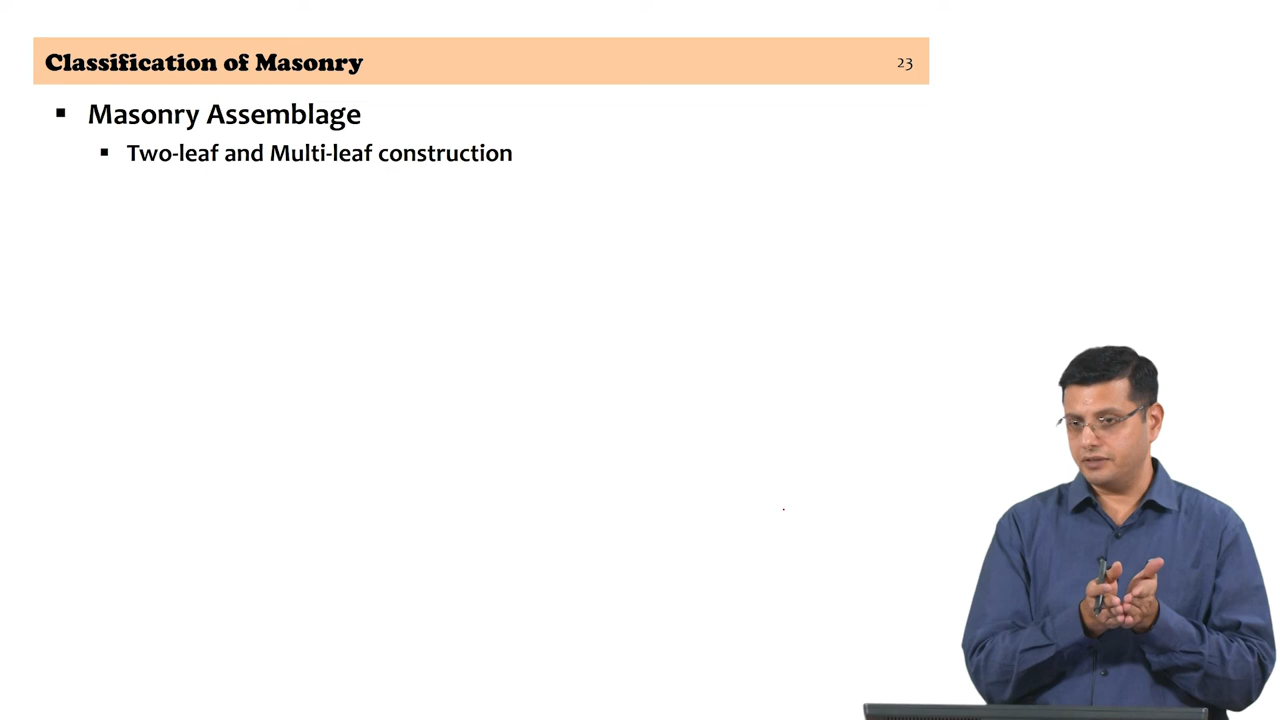 Classification of Masonry 23
▪ Masonry Assemblage
▪ Two-leaf and Multi-leaf construction